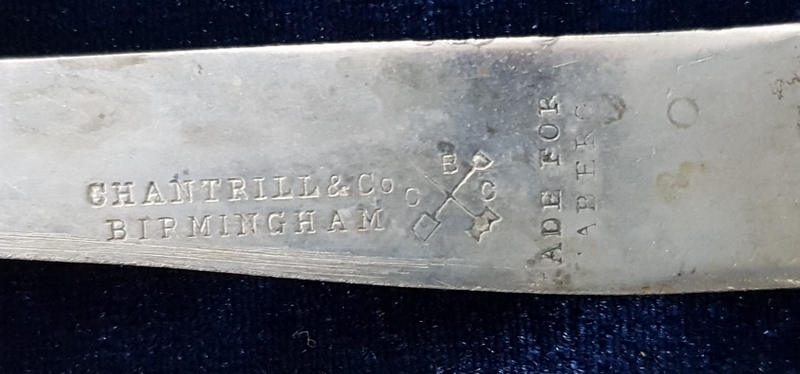 CHANTRILL & Co
BIRMINGHAM
B
C C
ADE FOR
ABERG